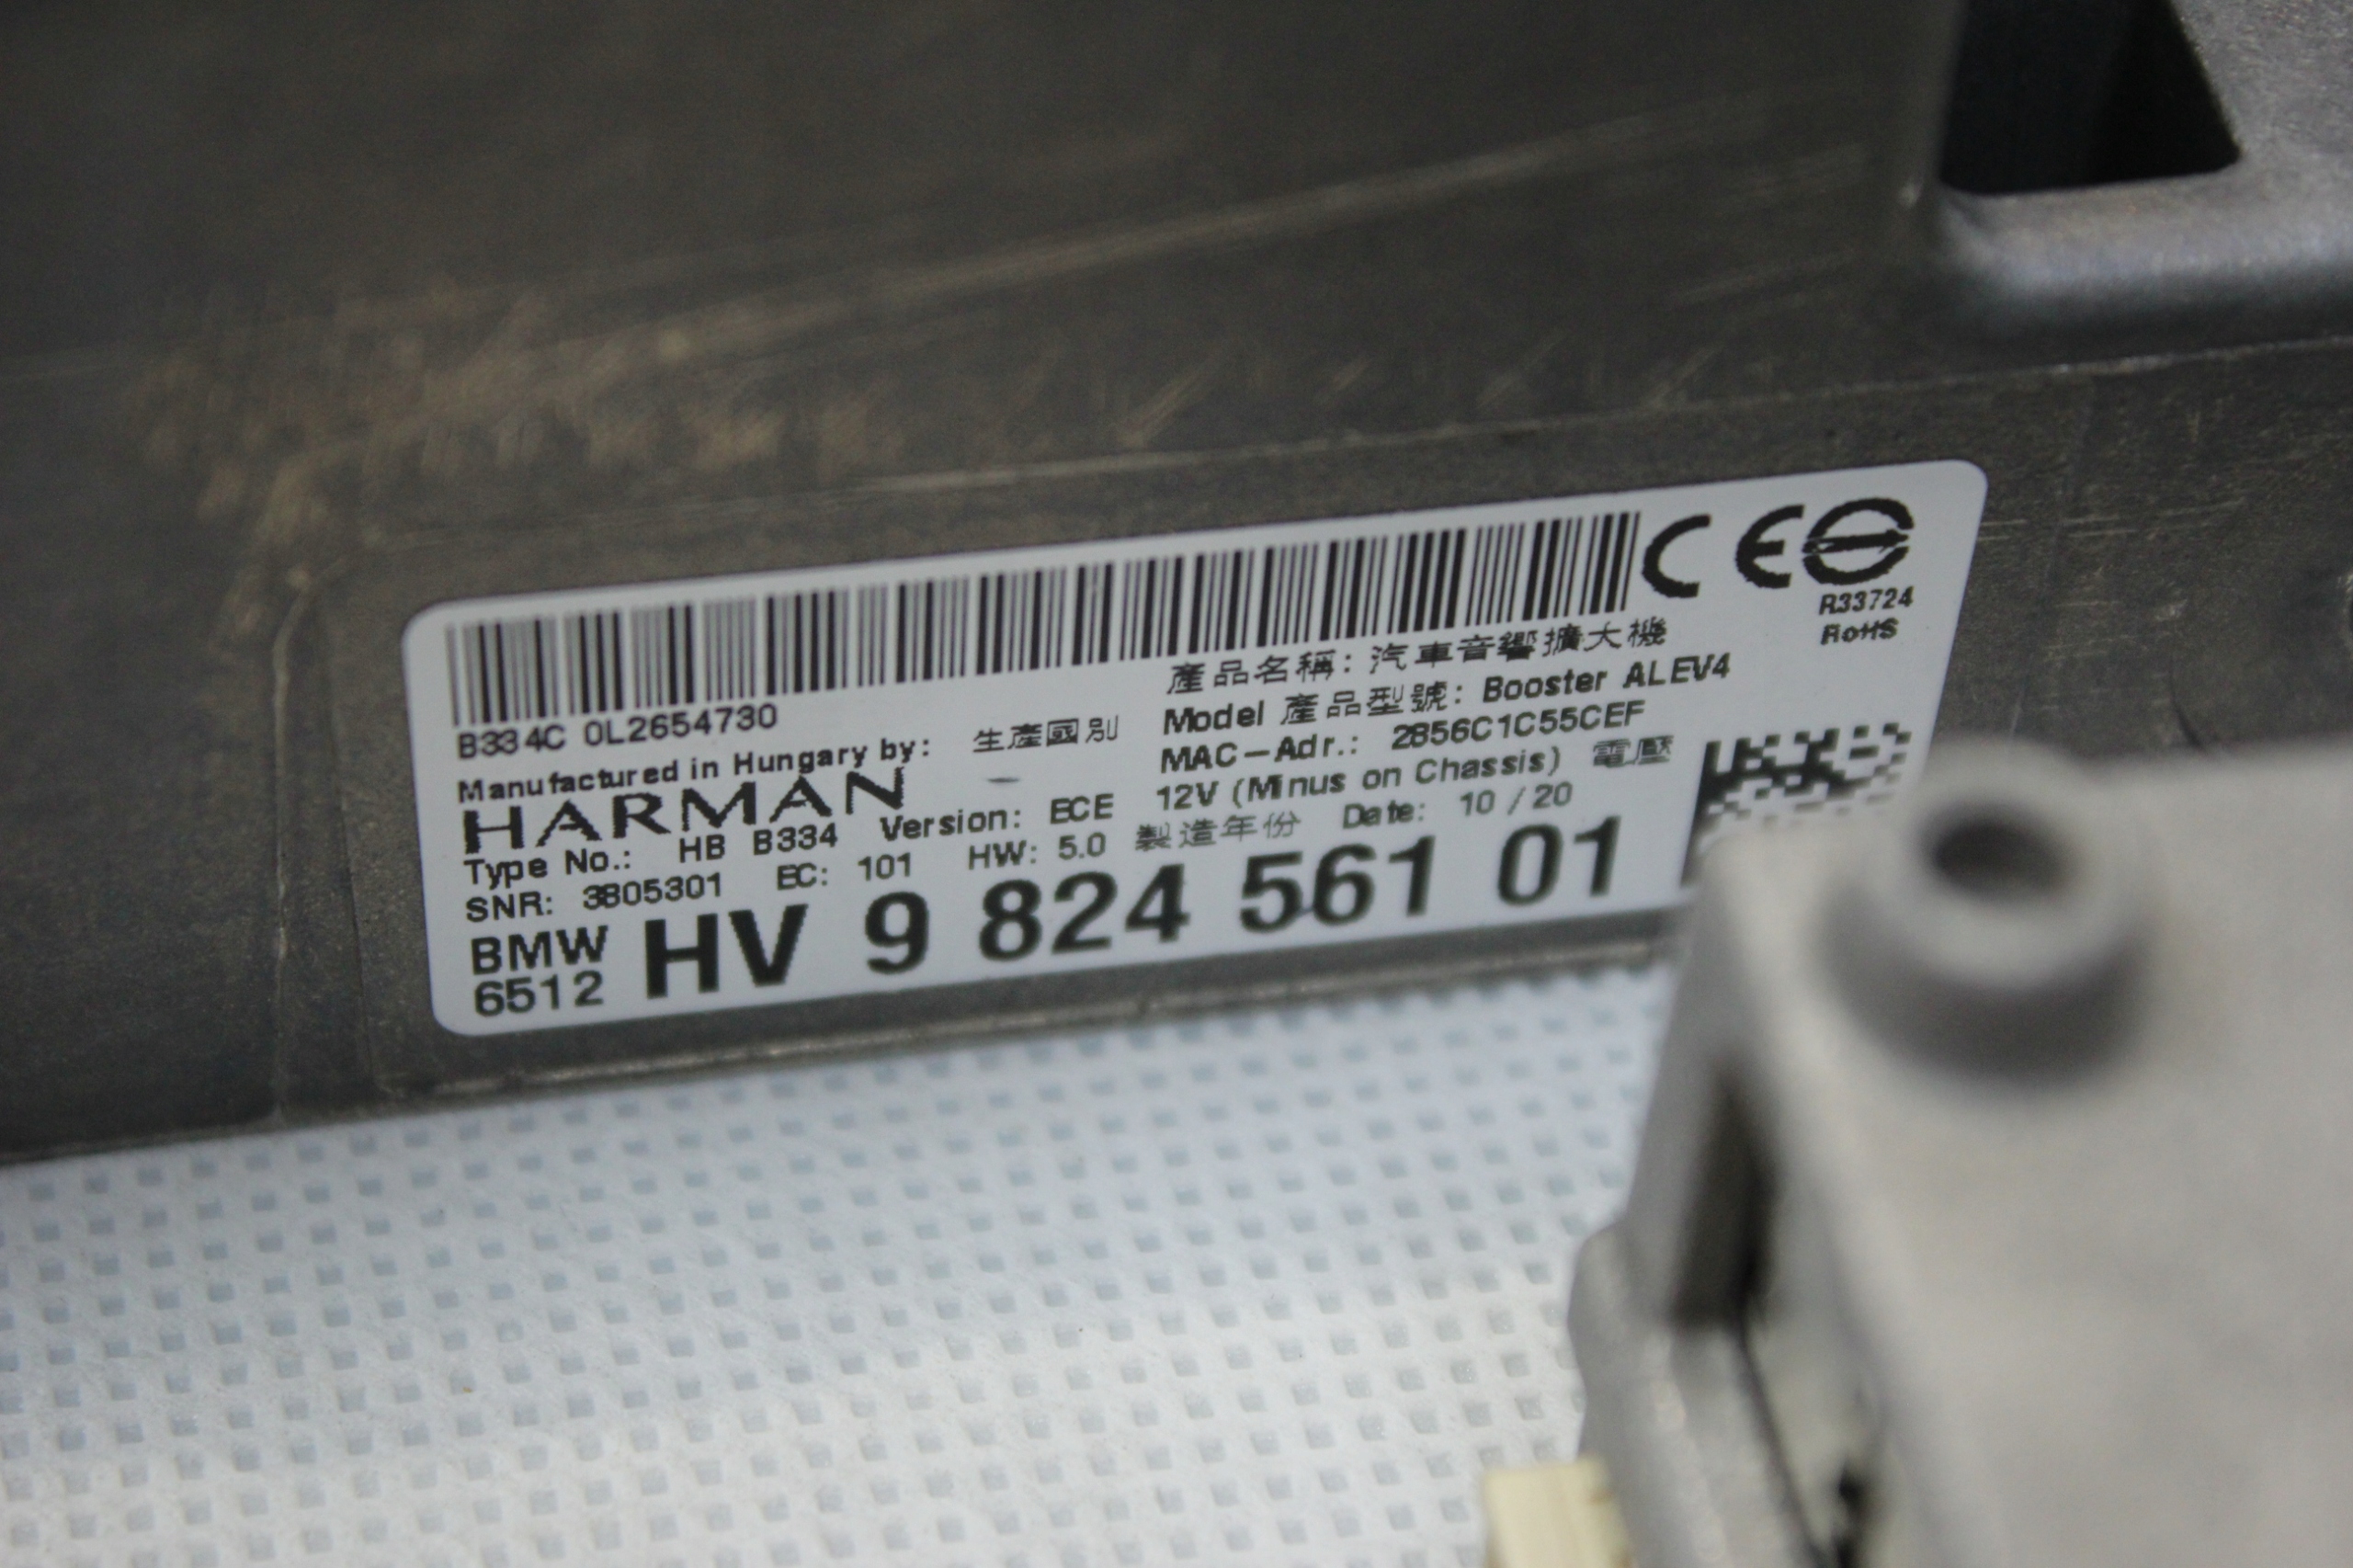 CE
R33724
RoHS
B334C 0L2654730
Manufactured in Hungary by: 生產國別
HARMAN
Type No.: HB B334 Version: ECE
SNR: 3805301 EC: 101 HW: 5.0
產品名稱: 汽車音響擴大機
Model 產品型號: Booster ALEV4
MAC-Adr.: 2856C1C55CEF
12V (Minus on Chassis) 電壓
製造年份 Date: 10 / 20
BMW
6512
HV 9 824 561 01